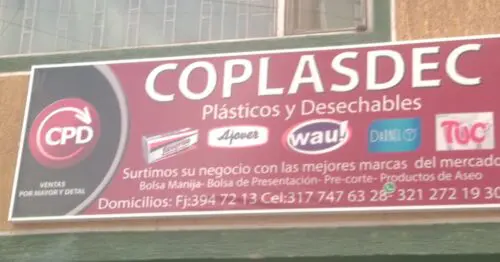 COPLASDEC
Plásticos y Desechables
CPD
Ajover
wau!
DARNEL
TUC
VENTAS
POR MAYOR Y DETAL
Surtimos su negocio con las mejores marcas del mercado
Bolsa Manija- Bolsa de Presentación- Pre-corte- Productos de Aseo
Domicilios: Fj:394 72 13 Cel:317 747 63 28- 321 272 19 30